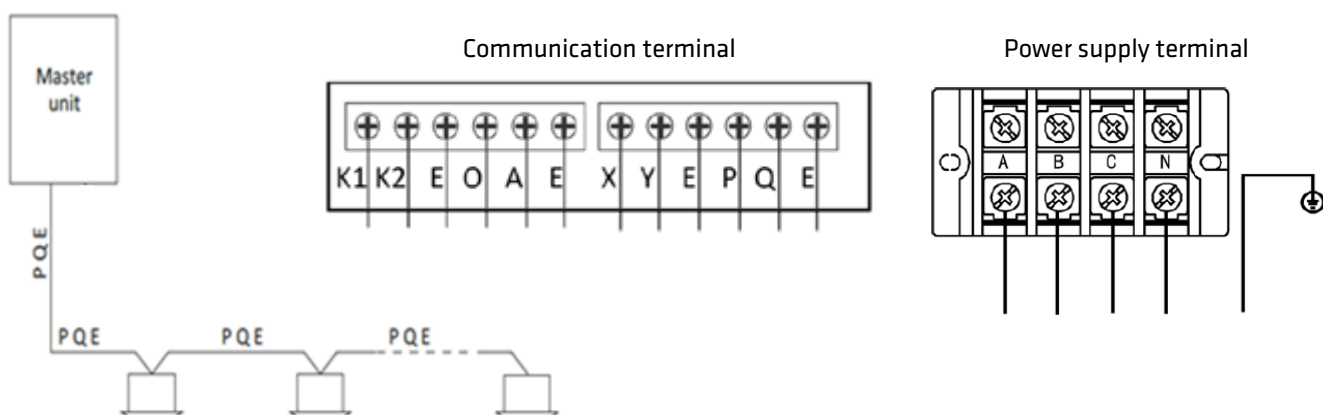 Master
unit
Communication terminal
Power supply terminal
K1 K2 E O A E X Y E P Q E
A B C N
PQE
PQE PQE PQE